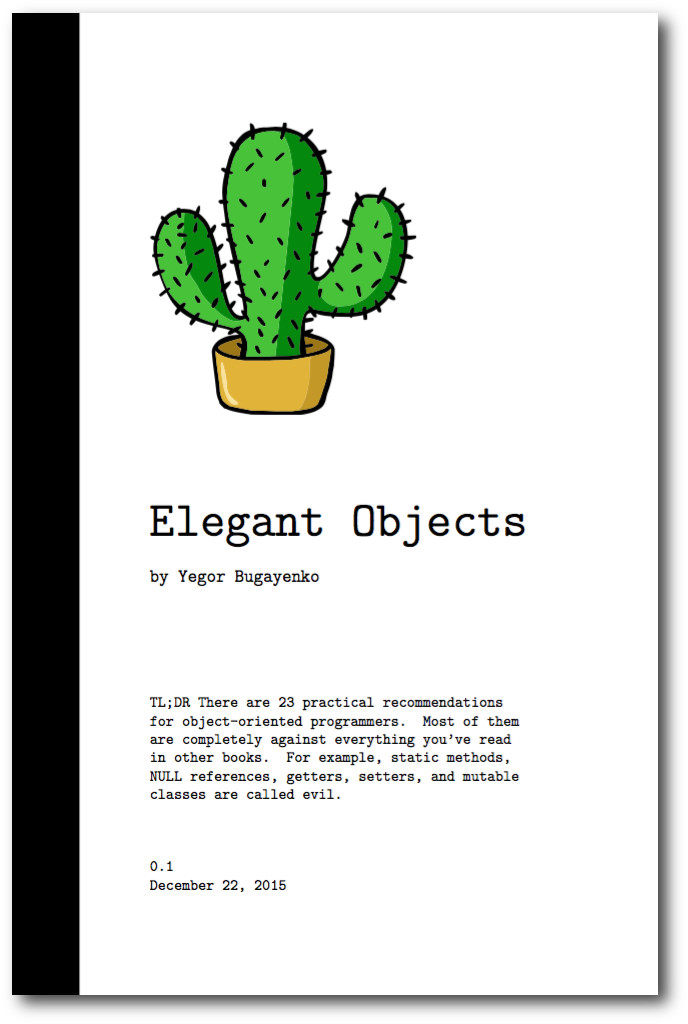 Elegant Objects
by Yegor Bugayenko
TL;DR There are 23 practical recommendations
for object-oriented programmers.  Most of them
are completely against everything you've read
in other books.  For example, static methods,
NULL references, getters, setters, and mutable
classes are called evil.
0.1
December 22, 2015